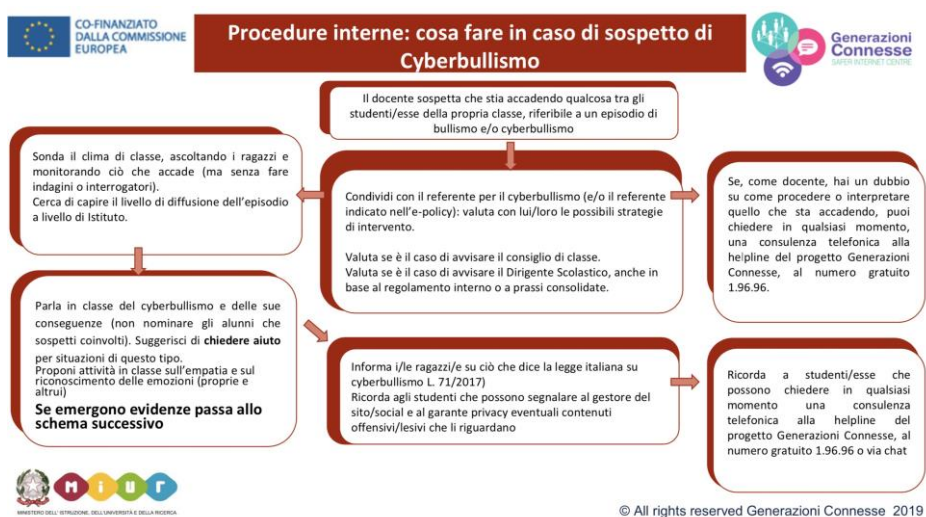 CO-FINANZIATO
DALLA COMMISSIONE
EUROPEA
Procedure interne: cosa fare in caso di sospetto di
Cyberbullismo
Generazioni
Connesse
SAFER INTERNET CENTRE
Il docente sospetta che stia accadendo qualcosa tra gli
studenti/esse della propria classe, riferibile a un episodio di
bullismo e/o cyberbullismo
Sonda il clima di classe, ascoltando i ragazzi e
monitorando ciò che accade (ma senza fare
indagini o interrogatori).
Cerca di capire il livello di diffusione dell'episodio
a livello di Istituto.
Condividi con il referente per il cyberbullismo (e/o il referente
indicato nell'e-policy): valuta con lui/loro le possibili strategie
di intervento.
Valuta se è il caso di avvisare il consiglio di classe.
Valuta se è il caso di avvisare il Dirigente Scolastico, anche in
base al regolamento interno o a prassi consolidate.
Se, come docente, hai un dubbio
su come procedere o interpretare
quello che sta accadendo, puoi
chiedere in qualsiasi momento,
una consulenza telefonica alla
helpline del progetto Generazioni
Connesse, al numero gratuito
1.96.96.
Parla in classe del cyberbullismo e delle sue
conseguenze (non nominare gli alunni che
sospetti coinvolti). Suggerisci di chiedere aiuto
per situazioni di questo tipo.
Proponi attività in classe sull'empatia e sul
riconoscimento delle emozioni (proprie e
altrui)
Se emergono evidenze passa allo
schema successivo
Informa i/le ragazzi/e su ciò che dice la legge italiana su
cyberbullismo L. 71/2017)
Ricorda agli studenti che possono segnalare al gestore del
sito/social e al garante privacy eventuali contenuti
offensivi/lesivi che li riguardano
Ricorda a studenti/esse che
possono chiedere in qualsiasi
momento una consulenza
telefonica alla helpline del
progetto Generazioni Connesse, al
numero gratuito 1.96.96 o via chat
miur
MINISTERO DELL' ISTRUZIONE, DELL'UNIVERSITÀ E DELLA RICERCA
© All rights reserved Generazioni Connesse 2019